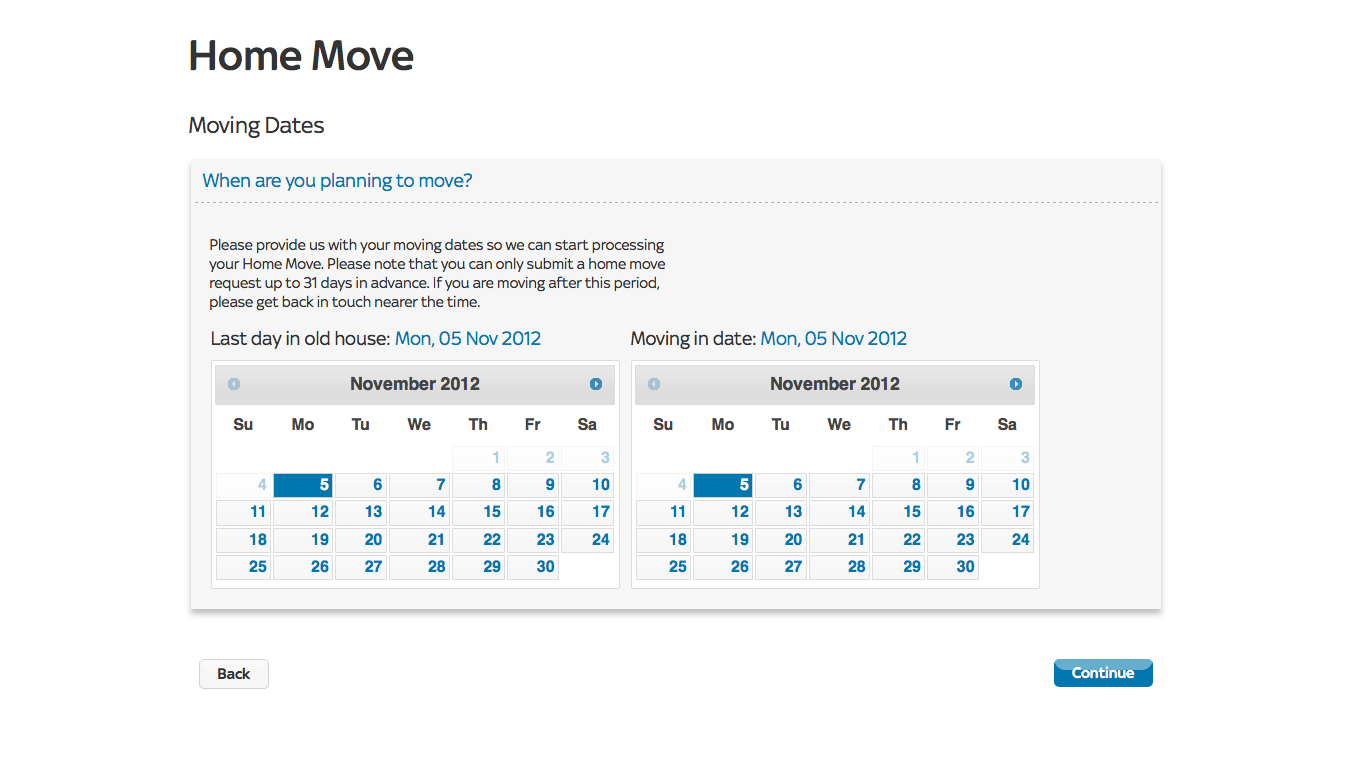 Home Move
Moving Dates
When are you planning to move?
Please provide us with your moving dates so we can start processing
your Home Move. Please note that you can only submit a home move
request up to 31 days in advance. If you are moving after this period,
please get back in touch nearer the time.
Last day in old house: Mon, 05 Nov 2012
November 2012
Su Mo Tu We Th Fr Sa
1 2 3
4 5 6 7 8 9 10
11 12 13 14 15 16 17
18 19 20 21 22 23 24
25 26 27 28 29 30
Moving in date: Mon, 05 Nov 2012
November 2012
Su Mo Tu We Th Fr Sa
1 2 3
4 5 6 7 8 9 10
11 12 13 14 15 16 17
18 19 20 21 22 23 24
25 26 27 28 29 30
Back
Continue